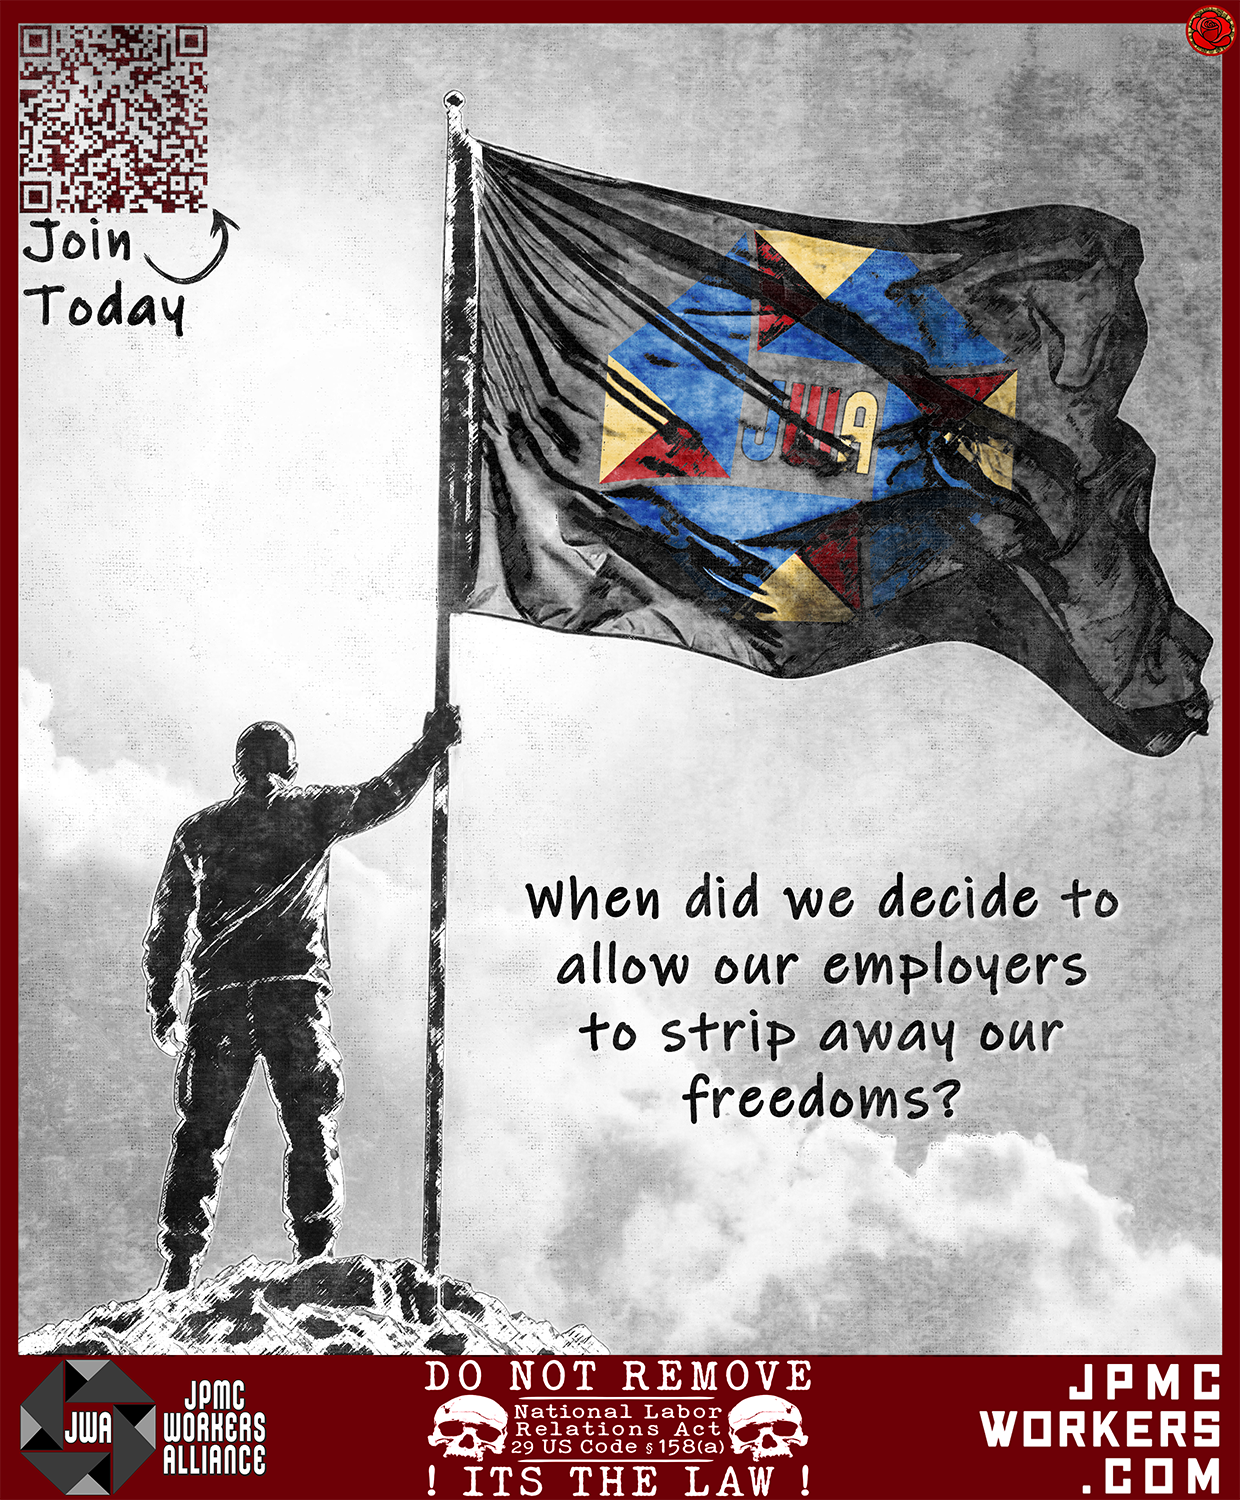 Join
Today
JWA
When did we decide to
allow our employers
to strip away our
freedoms?
JWA
JPMC
WORKERS
ALLIANCE
DO NOT REMOVE
National Labor
Relations Act
29 US Code § 158(a)
! ITS THE LAW !
JPMC
WORKERS
.COM